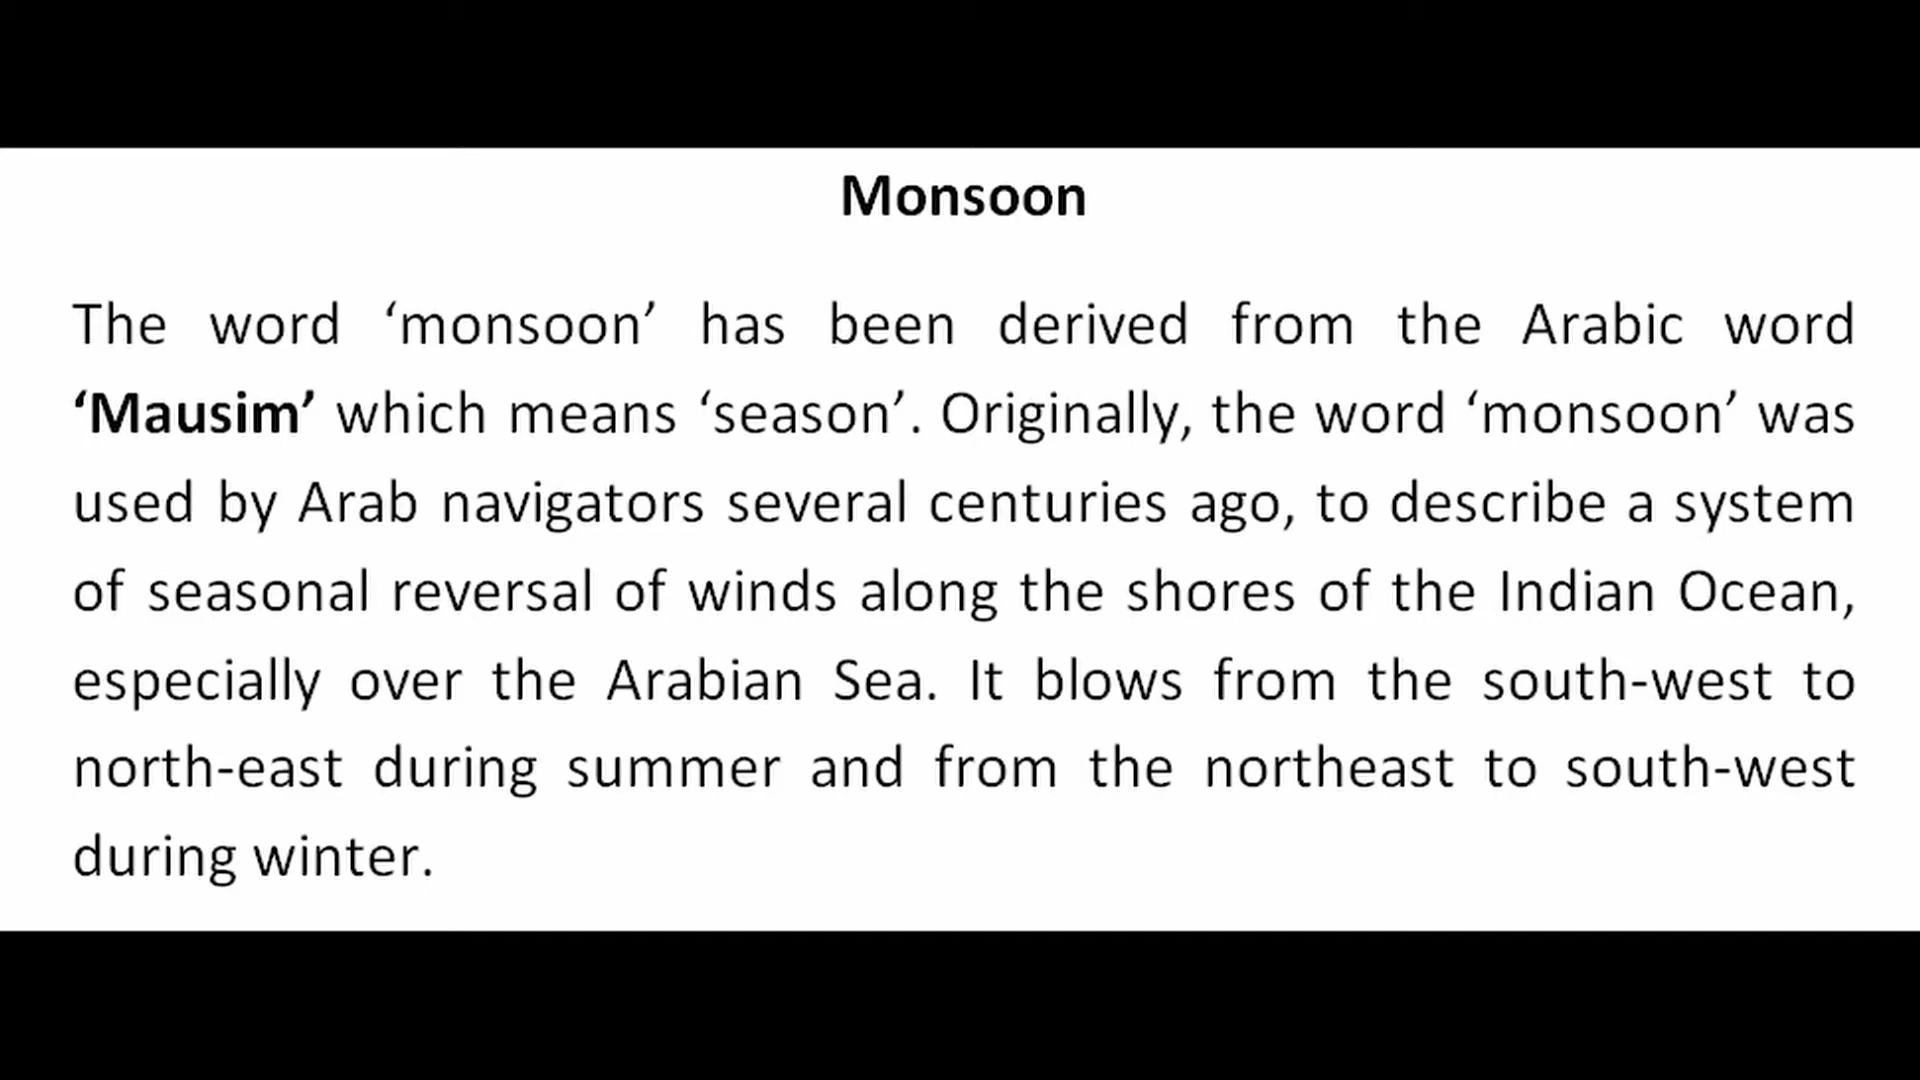 Monsoon
The word ‘monsoon’ has been derived from the Arabic word
‘Mausim’ which means ‘season’. Originally, the word ‘monsoon’ was
used by Arab navigators several centuries ago, to describe a system
of seasonal reversal of winds along the shores of the Indian Ocean,
especially over the Arabian Sea. It blows from the south-west to
north-east during summer and from the northeast to south-west
during winter.